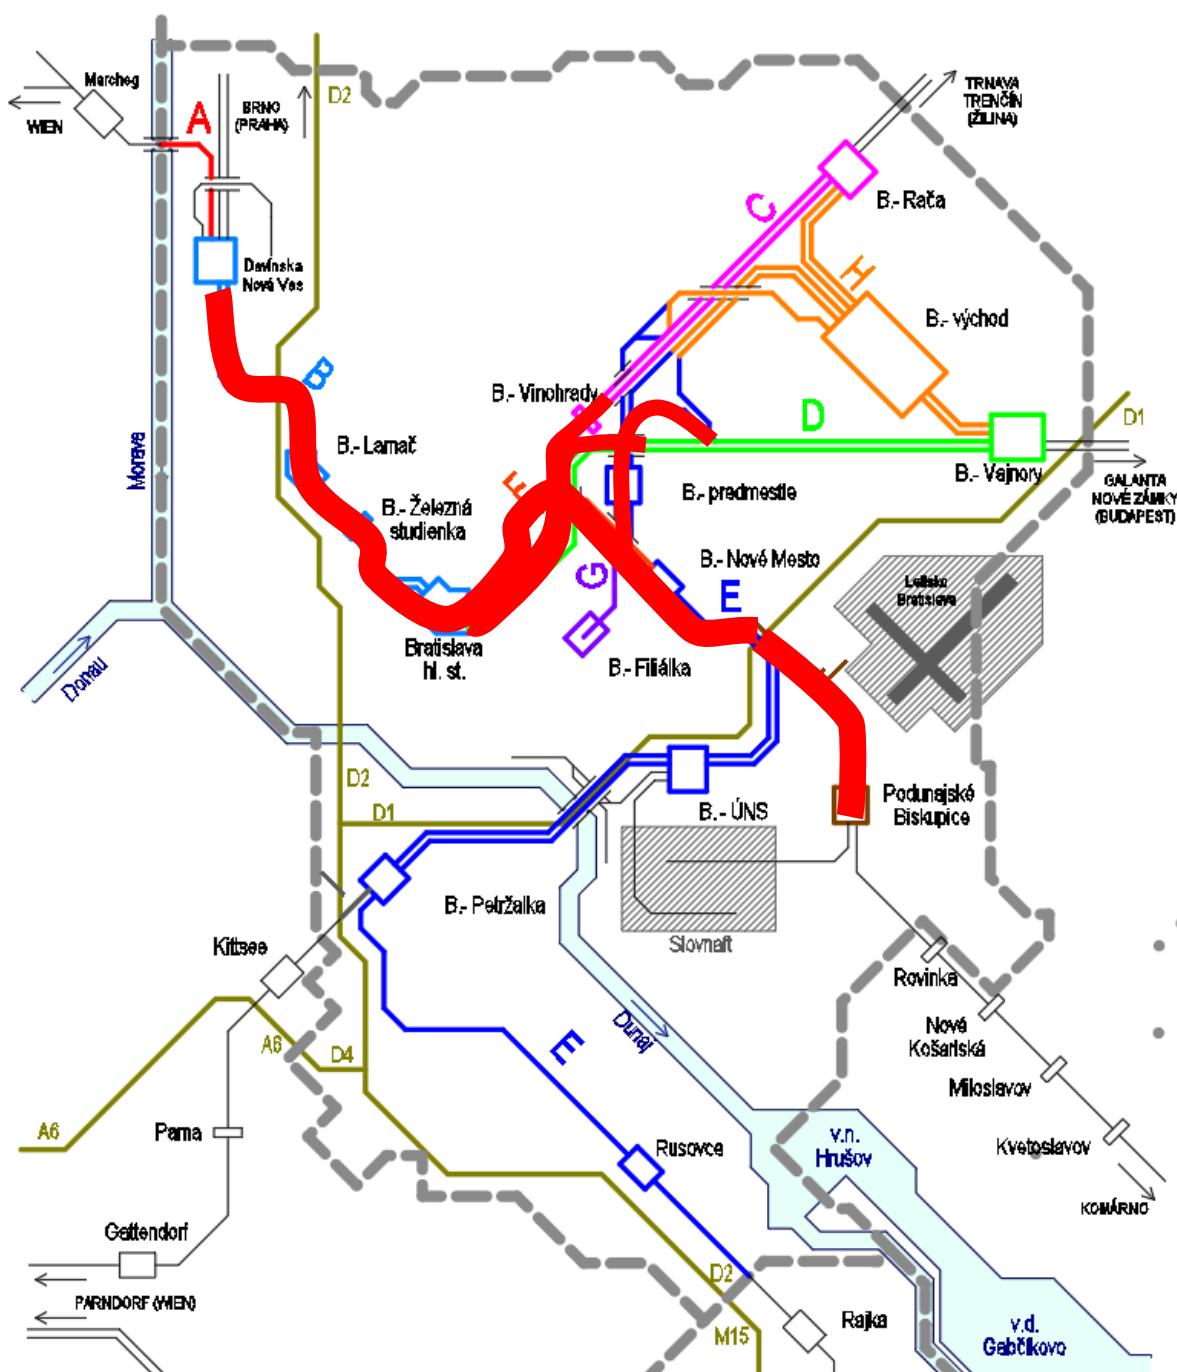 Marcheg
WIEN
A
BRNO
(PRAHA)
D2
TRNAVA
TRENČÍN
(ŽILINA)
C
B.- Rača
Devínska
Nová Ves
H
B.- východ
B
B.- Vinohrady
D
D1
B.- Lamač
Morava
B.- Vajnory
GALANTA
NOVÉ ZÁMKY
(BUDAPEST)
F
B.- predmestie
B.- Železná
studienka
B.- Nové Mesto
G
E
Letisko
Bratislava
Bratislava
hl. st.
B.- Filiálka
Donau
D2
D1
B.- ÚNS
Podunajské
Biskupice
B.- Petržalka
Slovnaft
Kittsee
Rovinka
Dunaj
Nové
Košariská
A6
D4
E
Miloslavov
A6
Pama
v.n.
Hrušov
Kvetoslavov
Rusovce
KOMÁRNO
Gattendorf
D2
PARNDORF (WIEN)
M15
Rajka
v.d.
Gabčíkovo